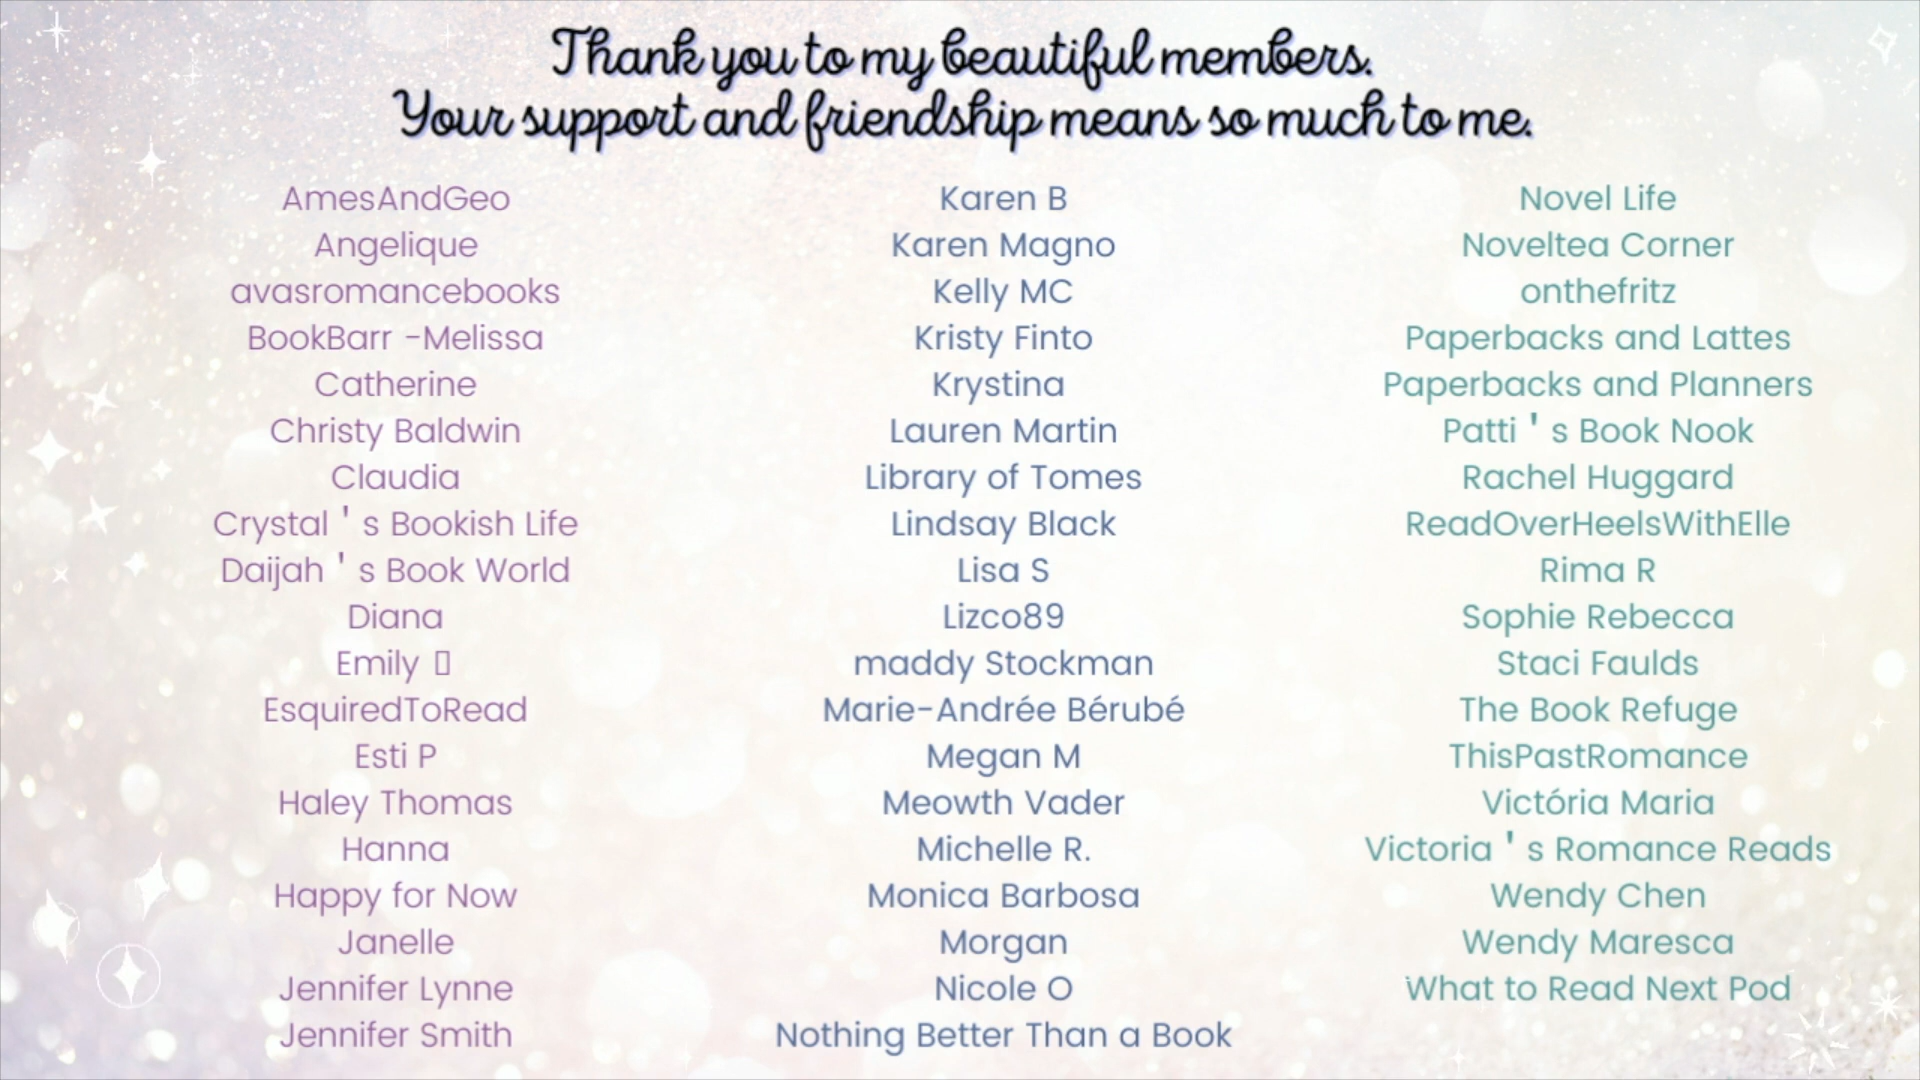 Thank you to my beautiful members.
Your support and friendship means so much to me.
AmesAndGeo
Angelique
avasromancebooks
BookBarr -Melissa
Catherine
Christy Baldwin
Claudia
Crystal ' s Bookish Life
Daijah ' s Book World
Diana
Emily
EsquiredToRead
Esti P
Haley Thomas
Hanna
Happy for Now
Janelle
Jennifer Lynne
Jennifer Smith
Karen B
Karen Magno
Kelly MC
Kristy Finto
Krystina
Lauren Martin
Library of Tomes
Lindsay Black
Lisa S
Lizco89
maddy Stockman
Marie-Andrée Bérubé
Megan M
Meowth Vader
Michelle R.
Monica Barbosa
Morgan
Nicole O
Nothing Better Than a Book
Novel Life
Noveltea Corner
onthefritz
Paperbacks and Lattes
Paperbacks and Planners
Patti ' s Book Nook
Rachel Huggard
ReadOverHeelsWithElle
Rima R
Sophie Rebecca
Staci Faulds
The Book Refuge
ThisPastRomance
Victória Maria
Victoria ' s Romance Reads
Wendy Chen
Wendy Maresca
What to Read Next Pod